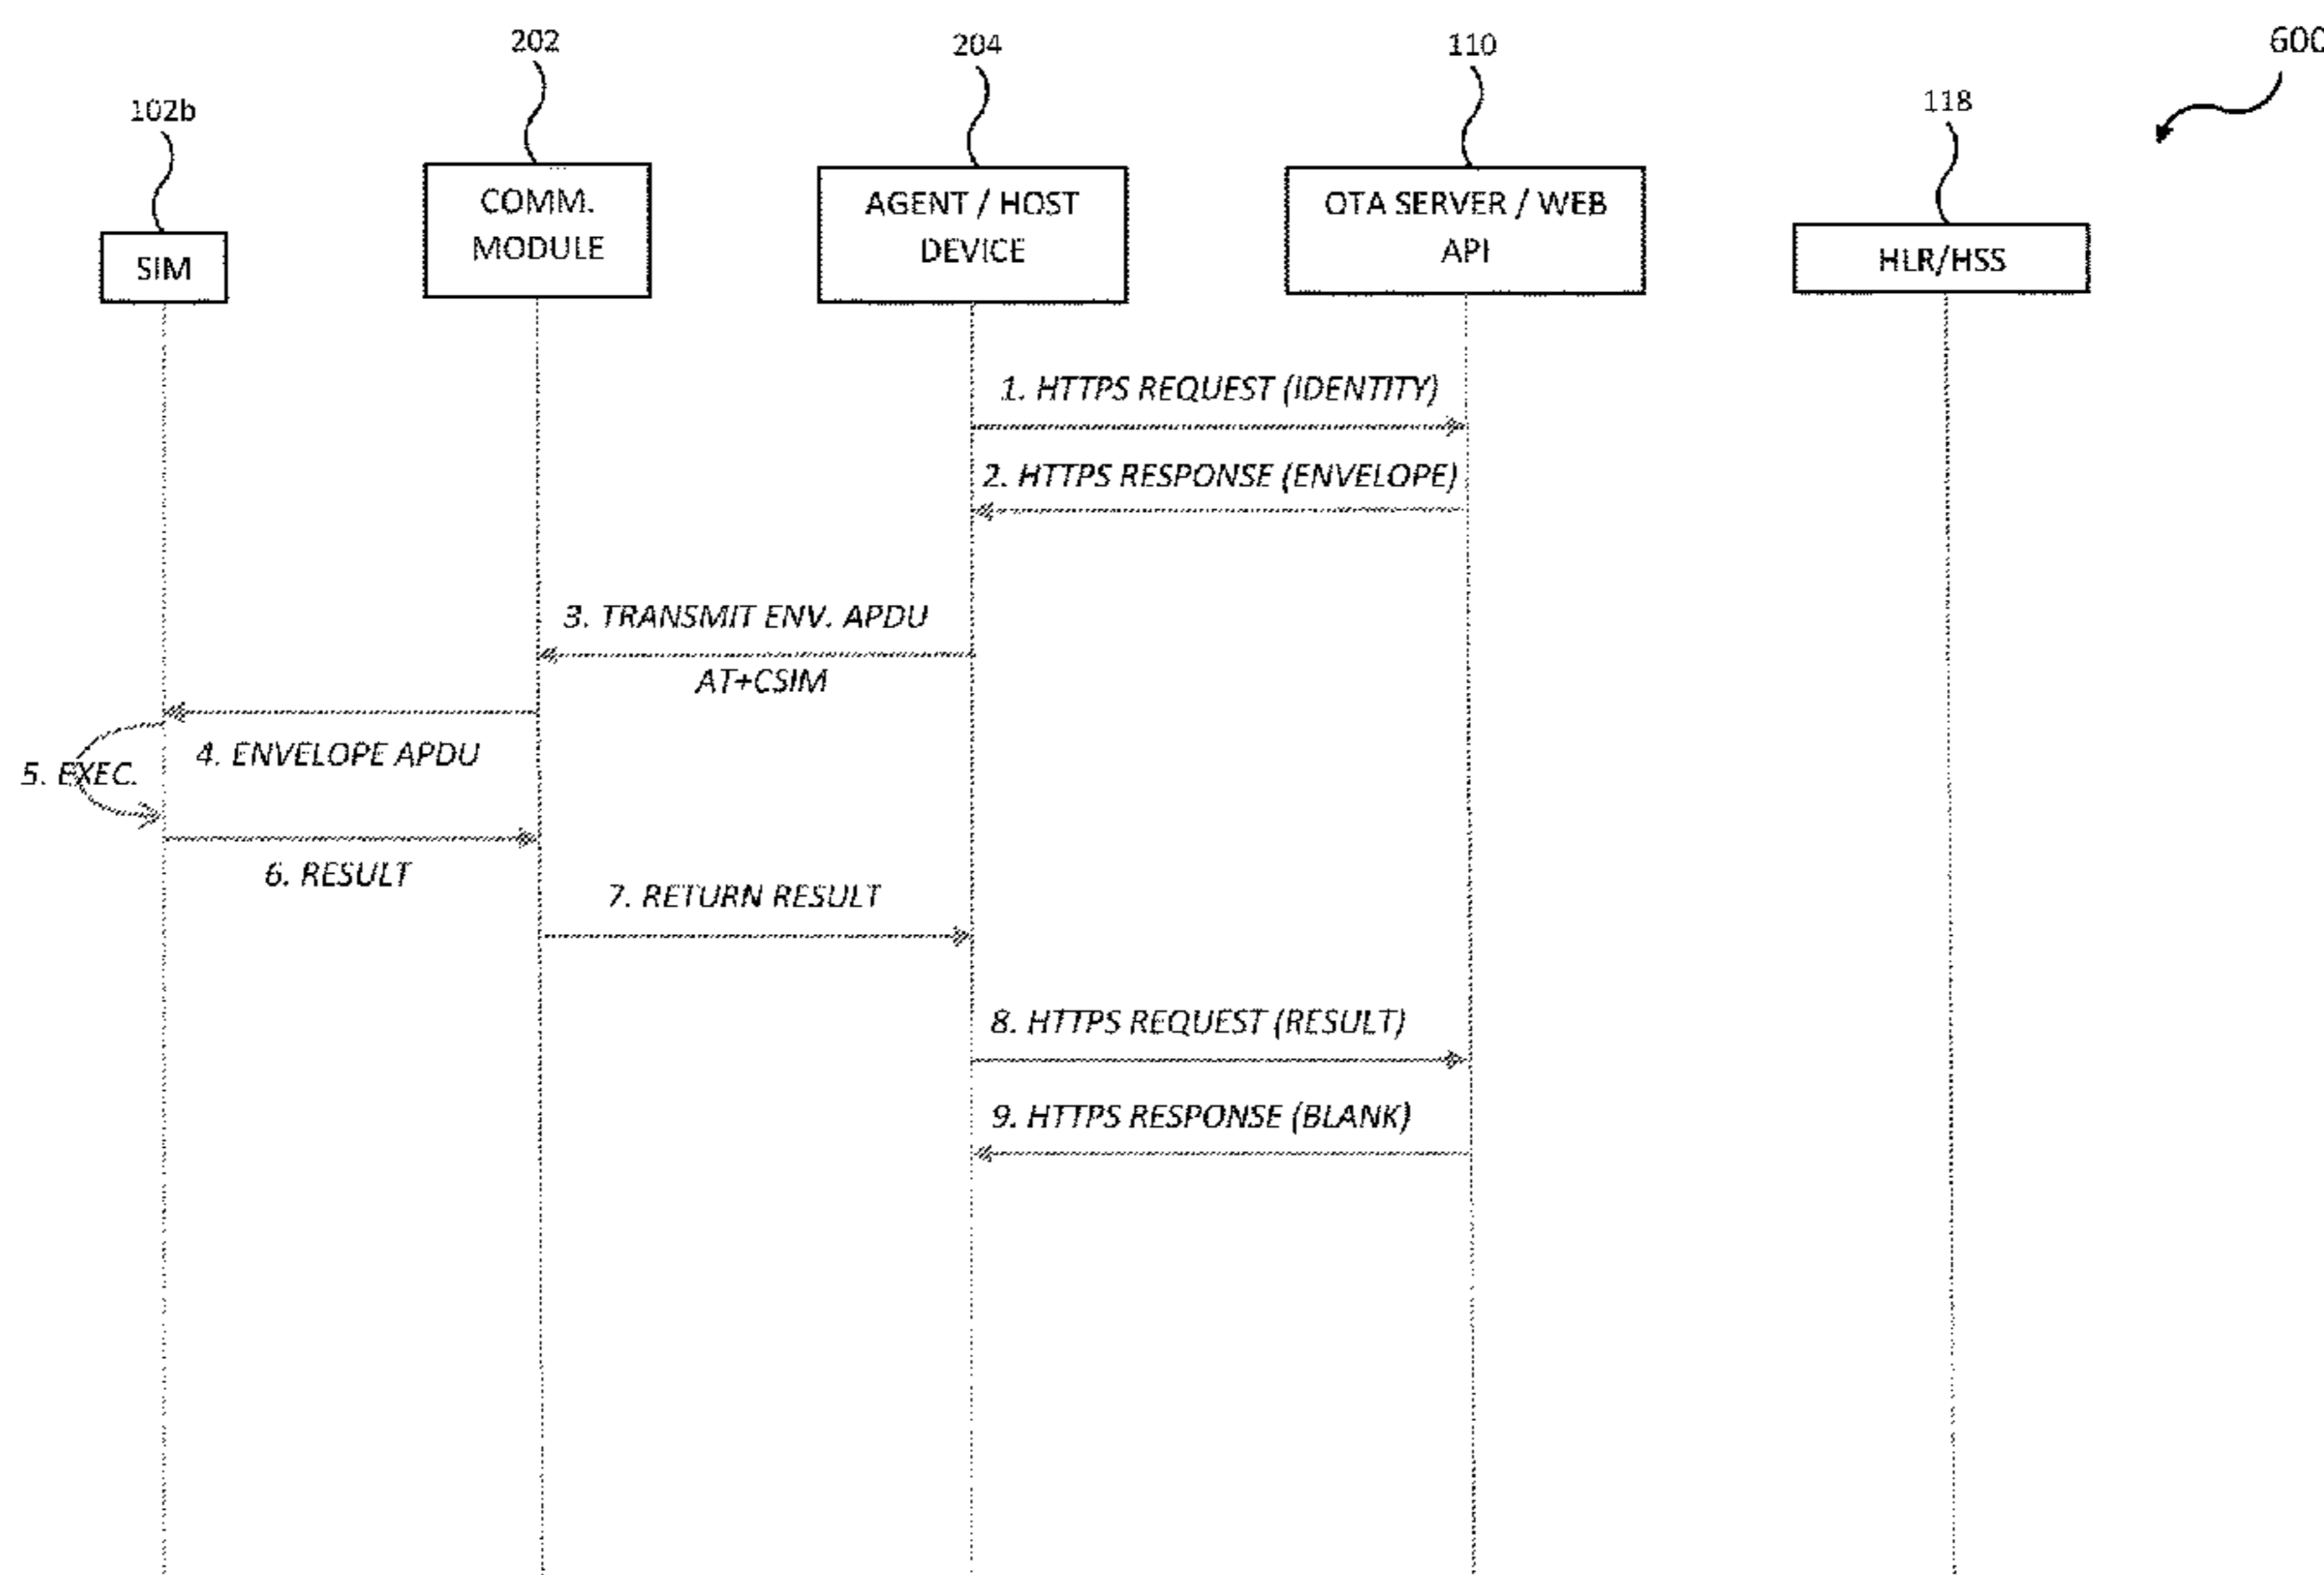 202
204
110
600
102b
118
SIM
COMM.
MODULE
AGENT / HOST
DEVICE
OTA SERVER / WEB
API
HLR/HSS
1. HTTPS REQUEST (IDENTITY)
2. HTTPS RESPONSE (ENVELOPE)
3. TRANSMIT ENV. APDU
AT+CSIM
4. ENVELOPE APDU
5. EXEC.
6. RESULT
7. RETURN RESULT
8. HTTPS REQUEST (RESULT)
9. HTTPS RESPONSE (BLANK)